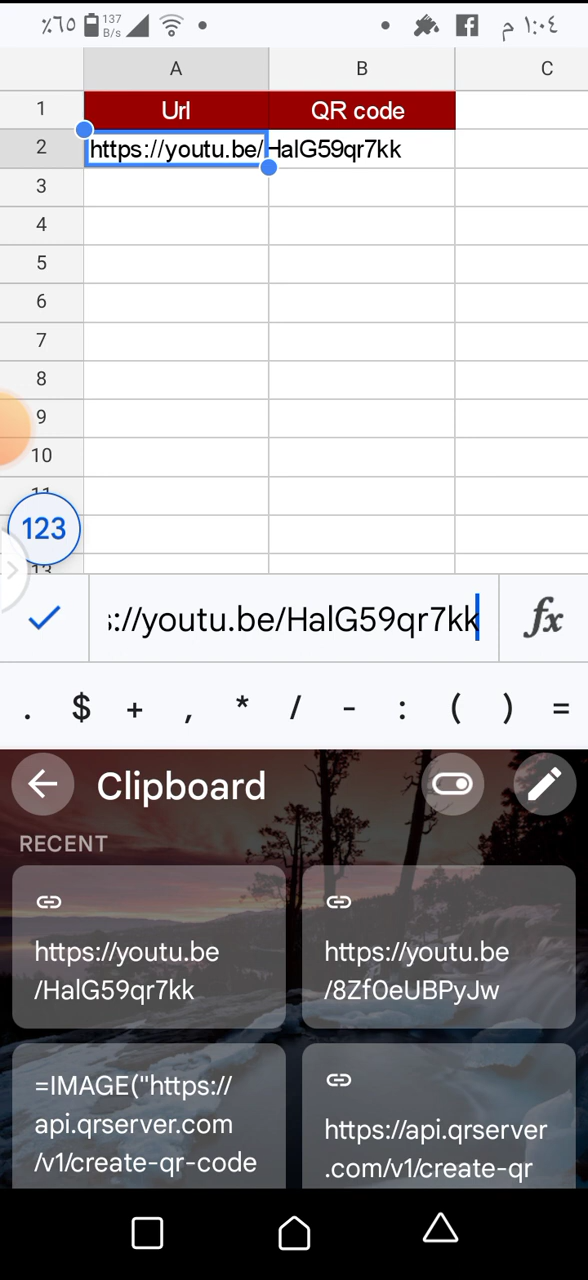 ٪٦٥ 137 B/s ١:٠٤ م
A B C
1 Url QR code
2 https://youtu.be/HalG59qr7kk
3
4
5
6
7
8
9
10
11
123
13
s://youtu.be/HalG59qr7kk fx
. $ + , * / - : ( ) =
Clipboard
RECENT
https://youtu.be
/HalG59qr7kk
https://youtu.be
/8Zf0eUBPyJw
=IMAGE("https://
api.qrserver.com
/v1/create-qr-code
https://api.qrserver
.com/v1/create-qr